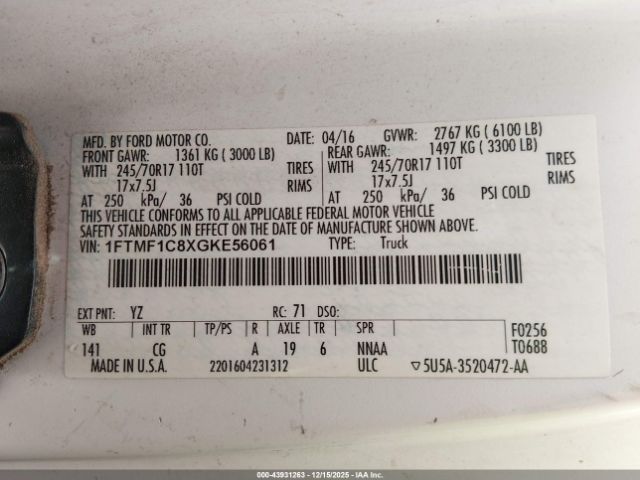 MFD. BY FORD MOTOR CO. DATE: 04/16 GVWR: 2767 KG ( 6100 LB)
FRONT GAWR: 1361 KG ( 3000 LB) REAR GAWR: 1497 KG ( 3300 LB)
WITH 245/70R17 110T TIRES WITH 245/70R17 110T TIRES
17x7.5J RIMS 17x7.5J RIMS
AT 250 kPa/ 36 PSI COLD AT 250 kPa/ 36 PSI COLD
THIS VEHICLE CONFORMS TO ALL APPLICABLE FEDERAL MOTOR VEHICLE
SAFETY STANDARDS IN EFFECT ON THE DATE OF MANUFACTURE SHOWN ABOVE.
VIN: 1FTMF1C8XGKE56061 TYPE: Truck
EXT PNT: YZ RC: 71 DSO:
WB INT TR TP/PS R AXLE TR SPR F0256
141 CG A 19 6 NNAA T0688
MADE IN U.S.A. 2201604231312 ULC ▽5U5A-3520472-AA
000-43931263 - 12/15/2025 - IAA Inc.